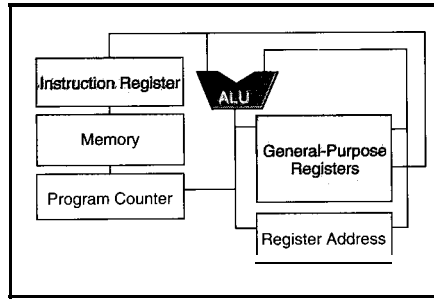 Instruction Register
ALU
Memory
General-Purpose
Registers
Program Counter
Register Address